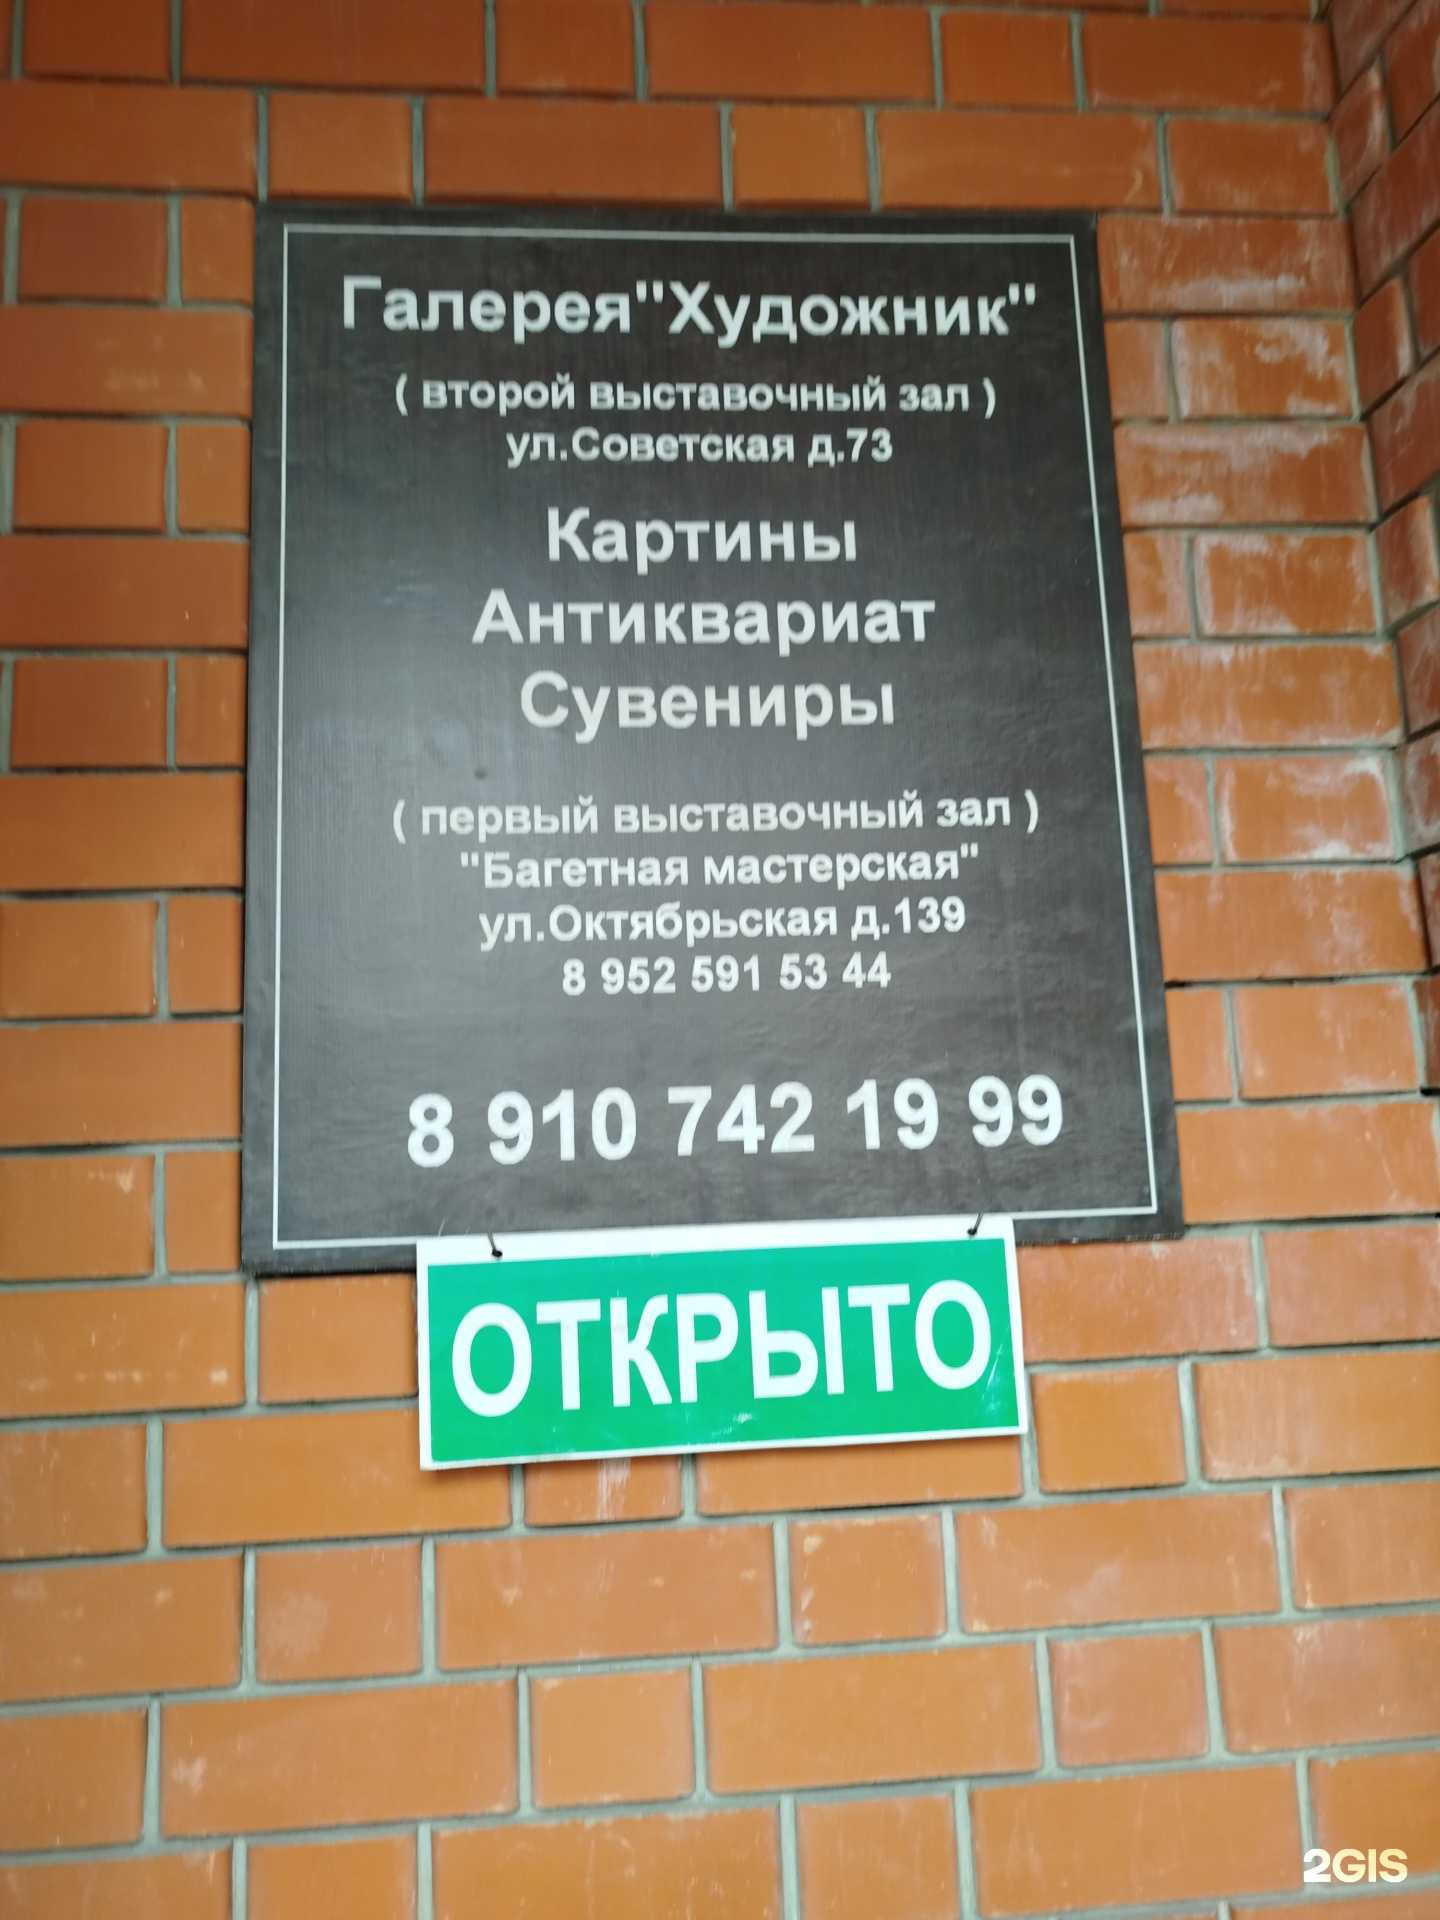 Галерея"Художник"
( второй выставочный зал )
ул.Советская д.73
Картины
Антиквариат
Сувениры
( первый выставочный зал )
"Багетная мастерская"
ул.Октябрьская д.139
8 952 591 53 44
8 910 742 19 99
ОТКРЫТО
2GIS